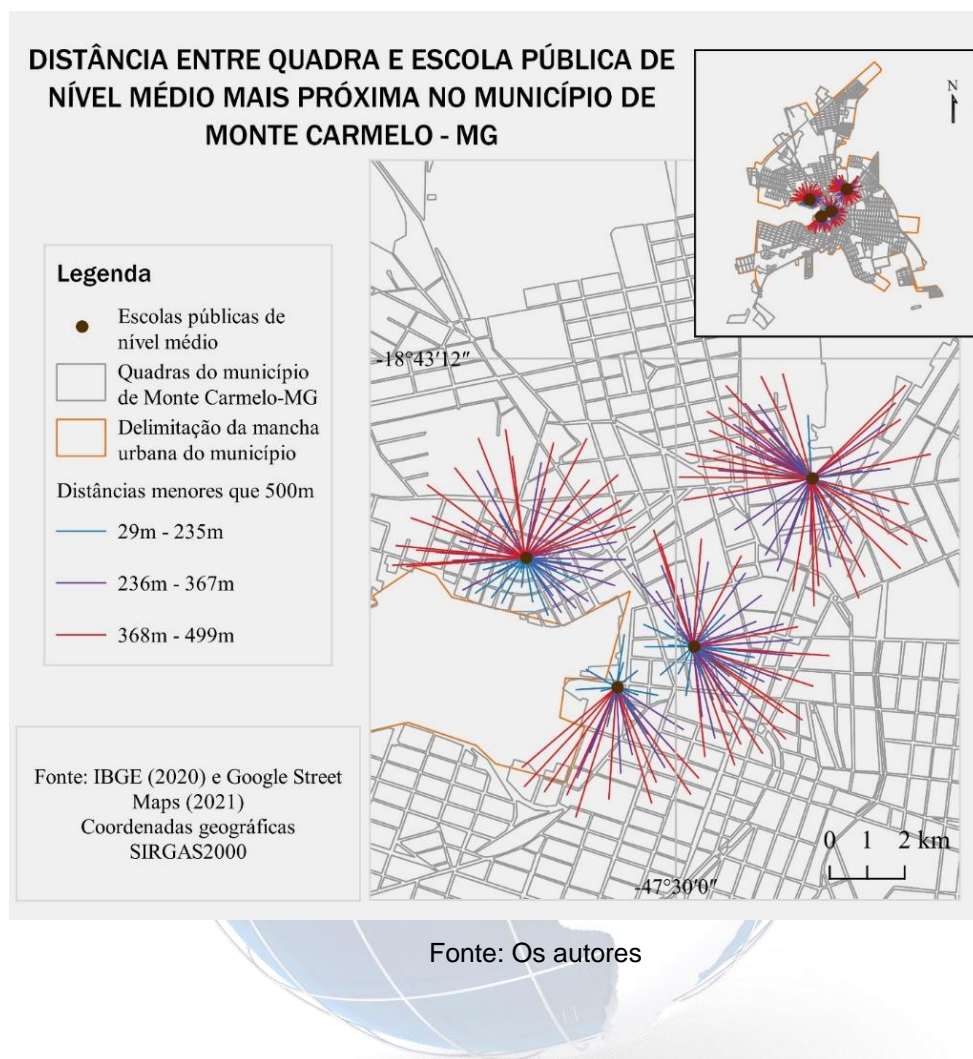 DISTÂNCIA ENTRE QUADRA E ESCOLA PÚBLICA DE
NÍVEL MÉDIO MAIS PRÓXIMA NO MUNICÍPIO DE
MONTE CARMELO - MG
N
Legenda
Escolas públicas de
nível médio
Quadras do município
de Monte Carmelo-MG
Delimitação da mancha
urbana do município
Distâncias menores que 500m
29m - 235m
236m - 367m
368m - 499m
-18°43′12″
Fonte: IBGE (2020) e Google Street
Maps (2021)
Coordenadas geográficas
SIRGAS2000
0 1 2 km
-47°30′0″
Fonte: Os autores